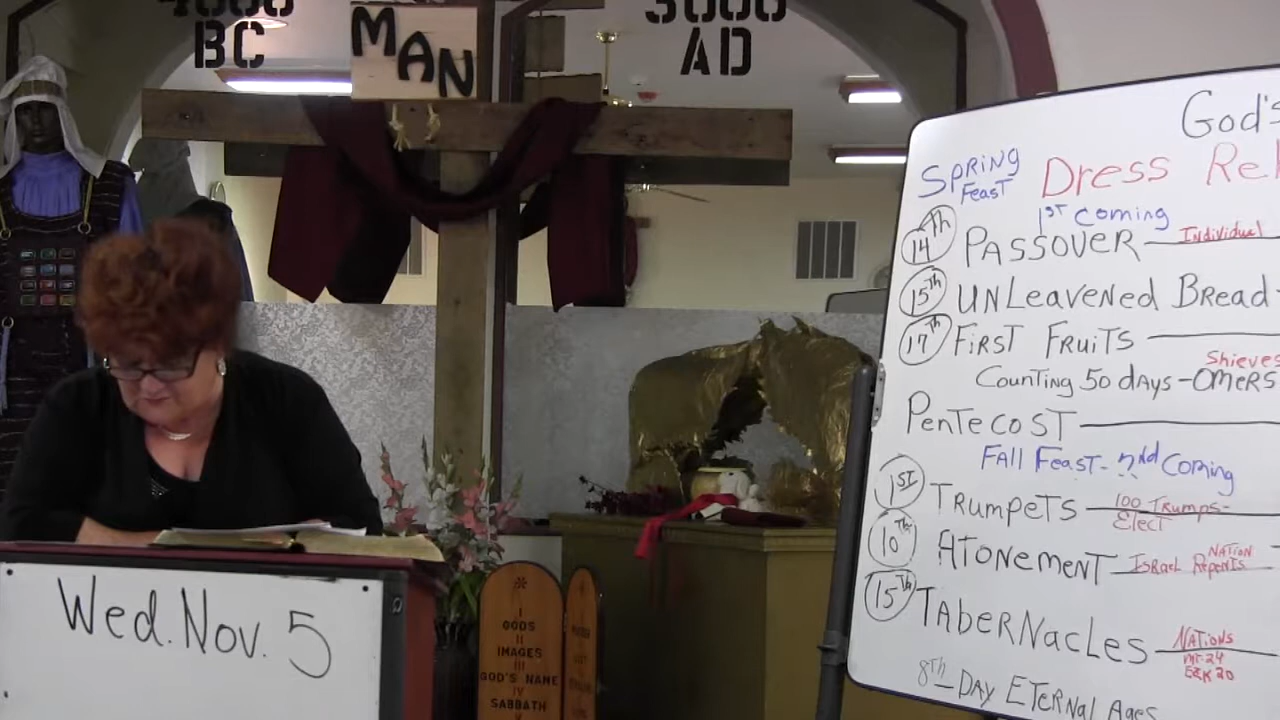 4000
BC
MAN
3000
AD
God's
SPRING
Feast
Dress Re
1ST Coming
14Th
PASSOVER
Individual
15Th
UNLeavened Bread
17Th
First Fruits
Shieves
Counting 50 days - OMERS
PenTecoST
FAll FeasT - 2nd Coming
1ST
TRumpeTs
100 Trumps-
Elect
10Th
ATonemenT
ISRael Repents
NATION
15Th
TAbeRNacLes
NATIONS
MT-24
EZK 20
8Th DAY ETeRNal Ages
Wed. Nov. 5
I
GODS
II
IMAGES
III
GOD'S NAME
IV
SABBATH
V